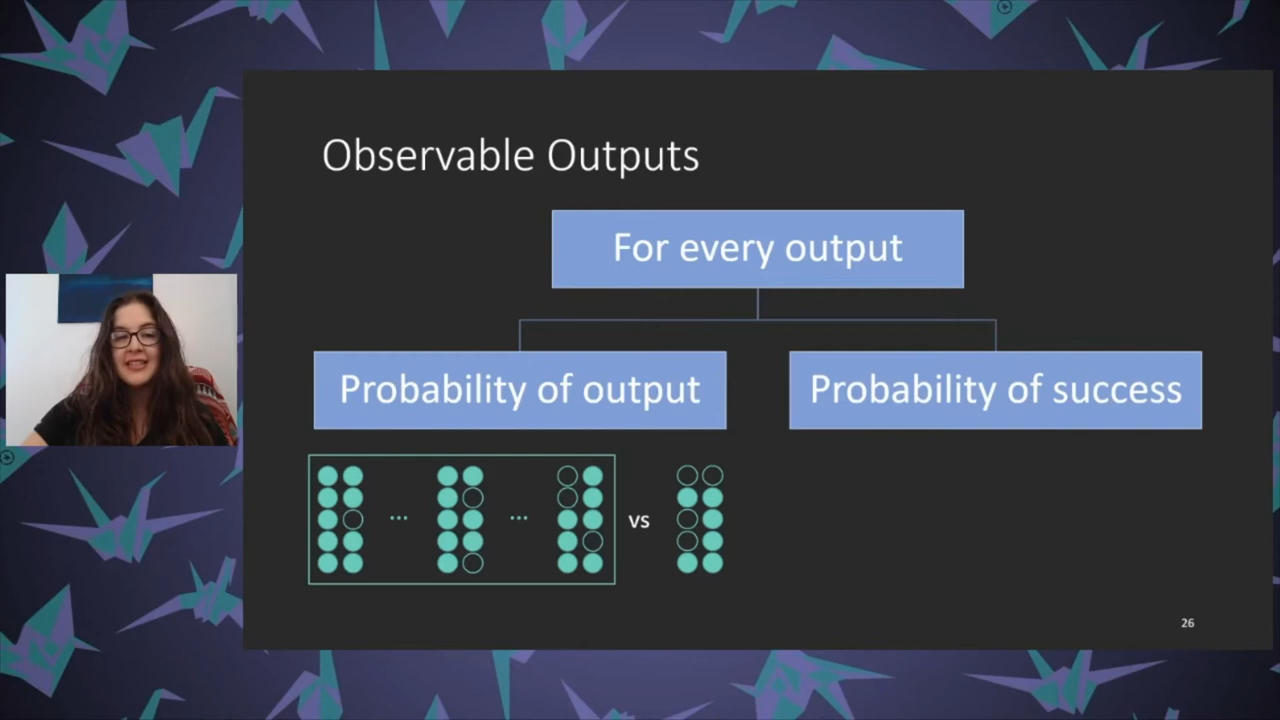 Observable Outputs
For every output
Probability of output
Probability of success
... ... vs
26